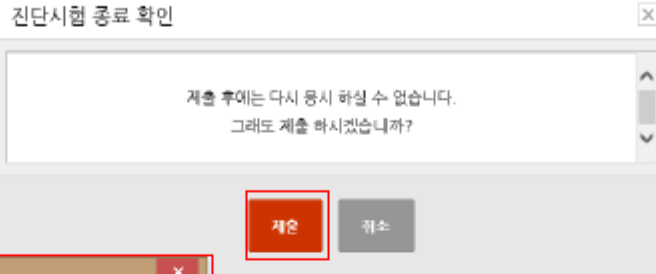 진단시험 종료 확인
제출 후에는 다시 응시 하실 수 없습니다.
그래도 제출 하시겠습니까?
제출
취소